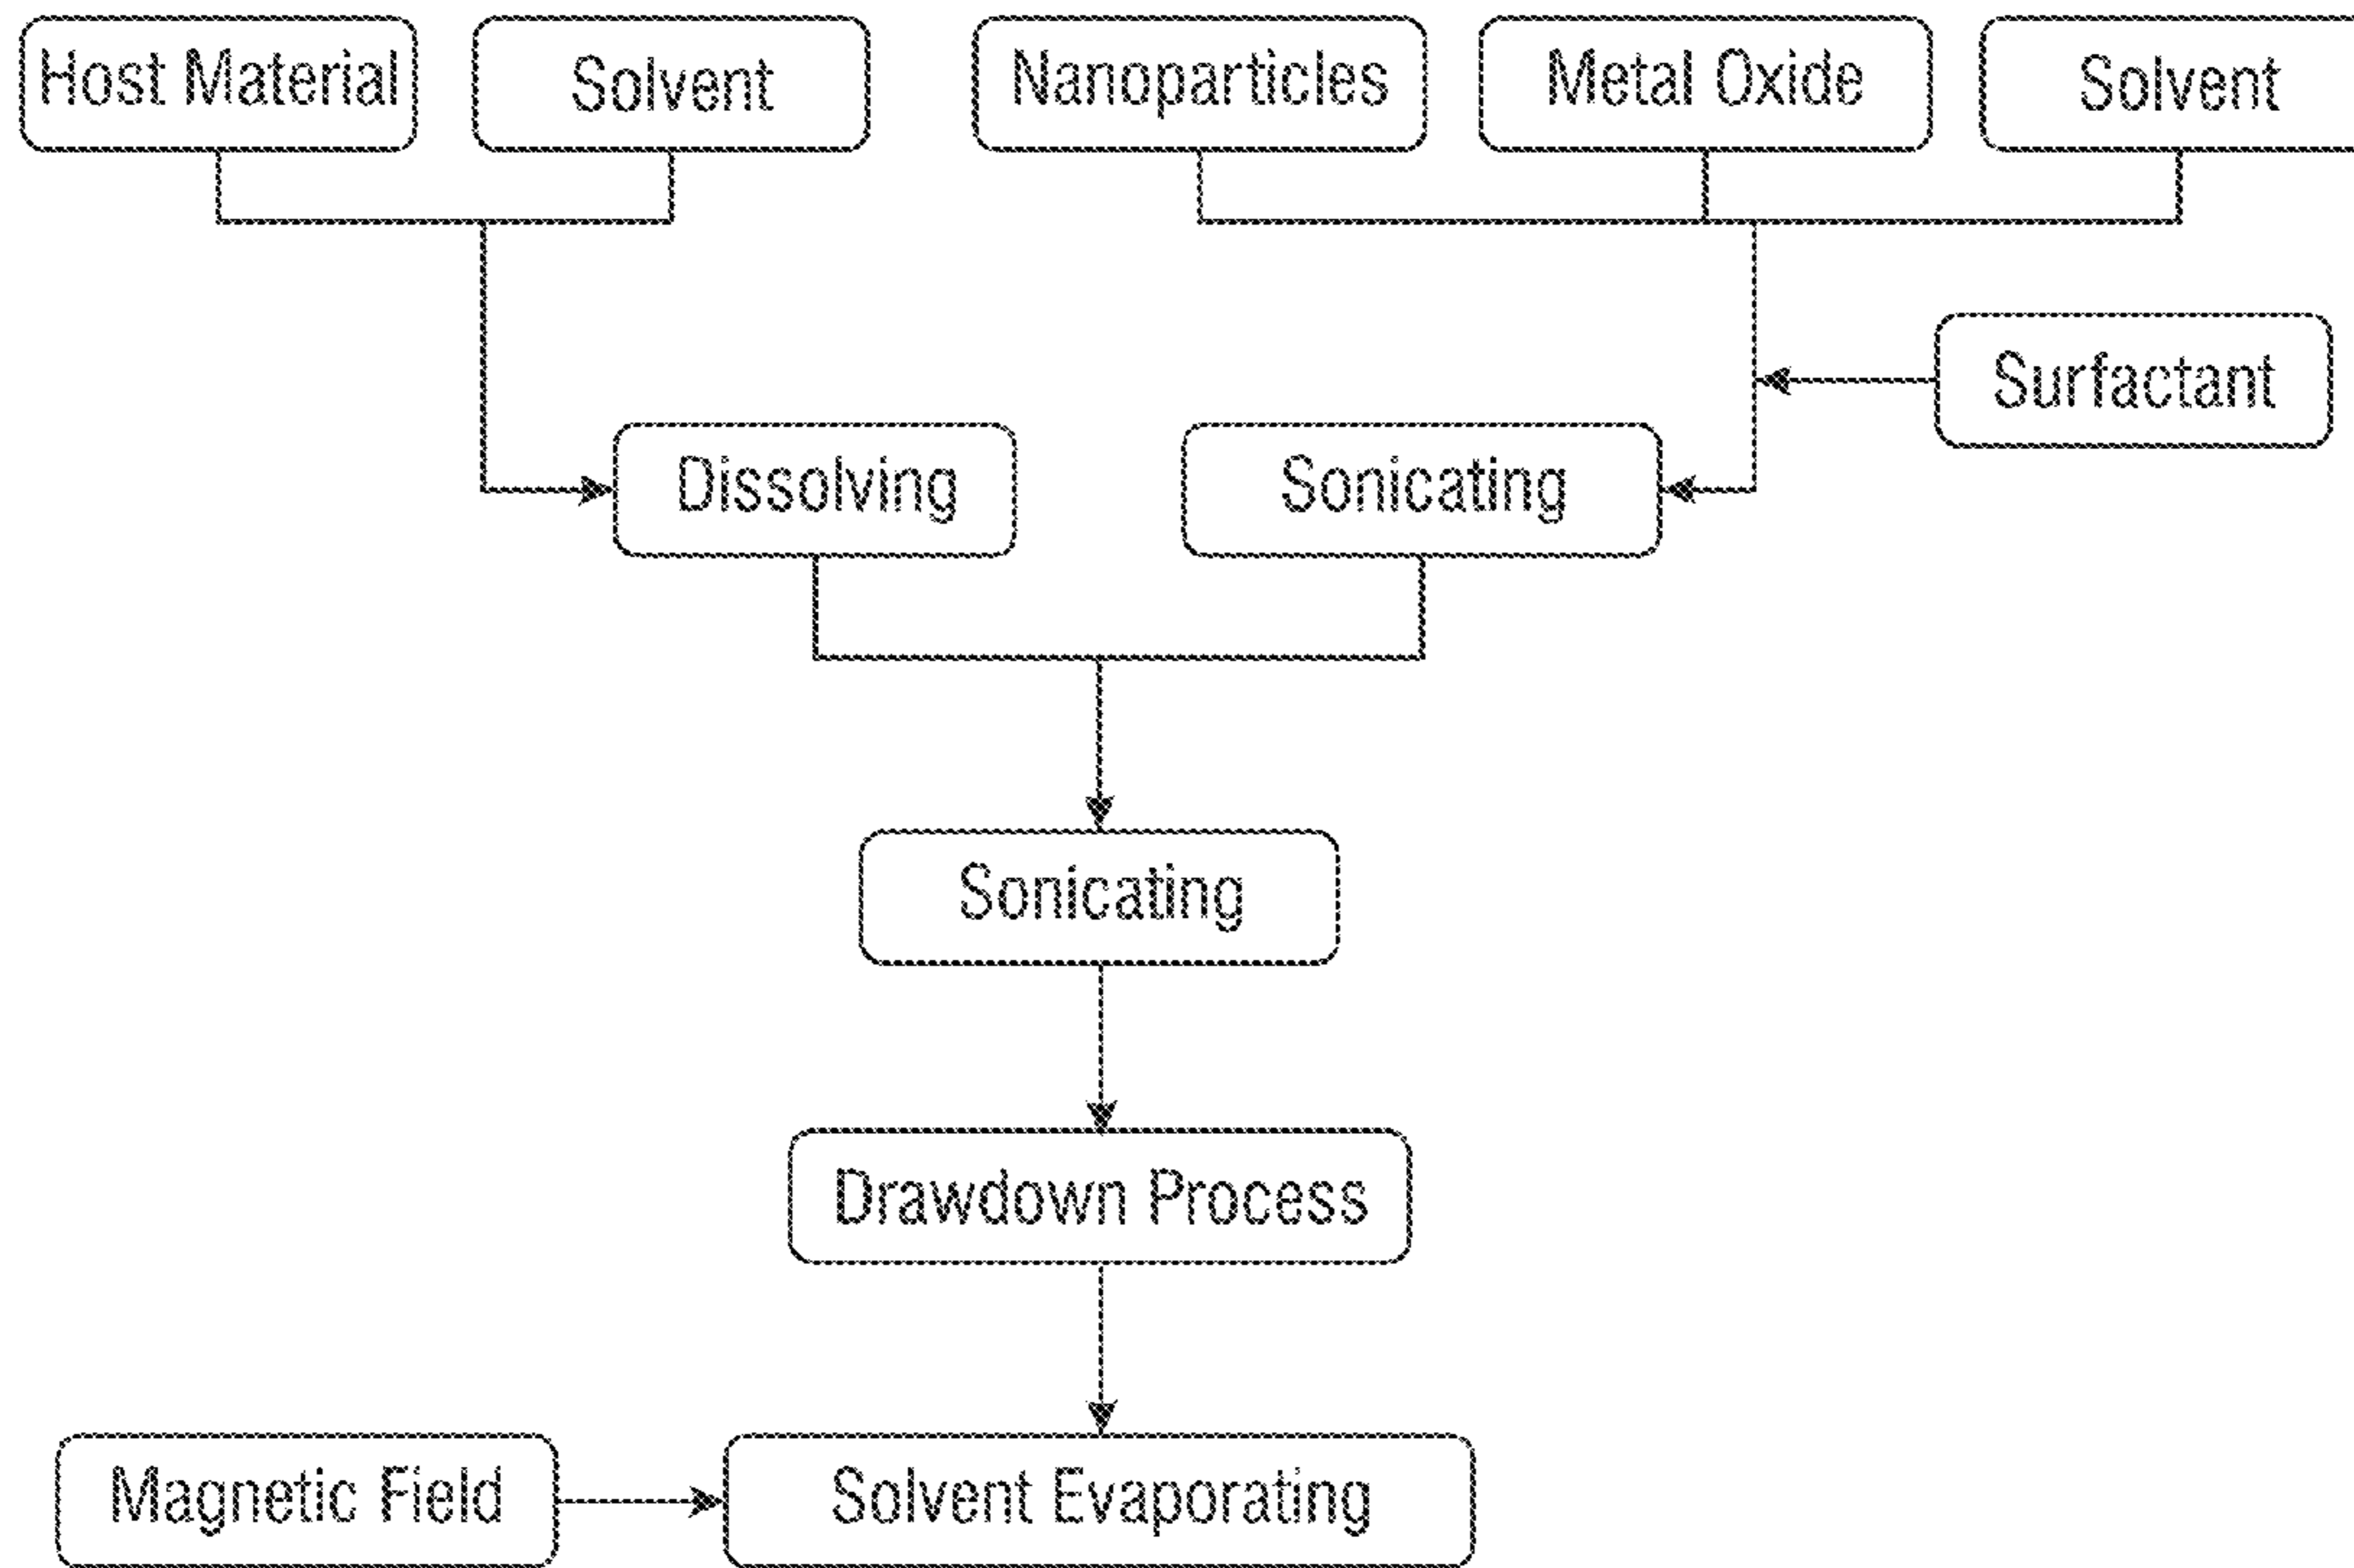 Host Material
Solvent
Nanoparticles
Metal Oxide
Solvent
Surfactant
Dissolving
Sonicating
Sonicating
Drawdown Process
Magnetic Field
Solvent Evaporating